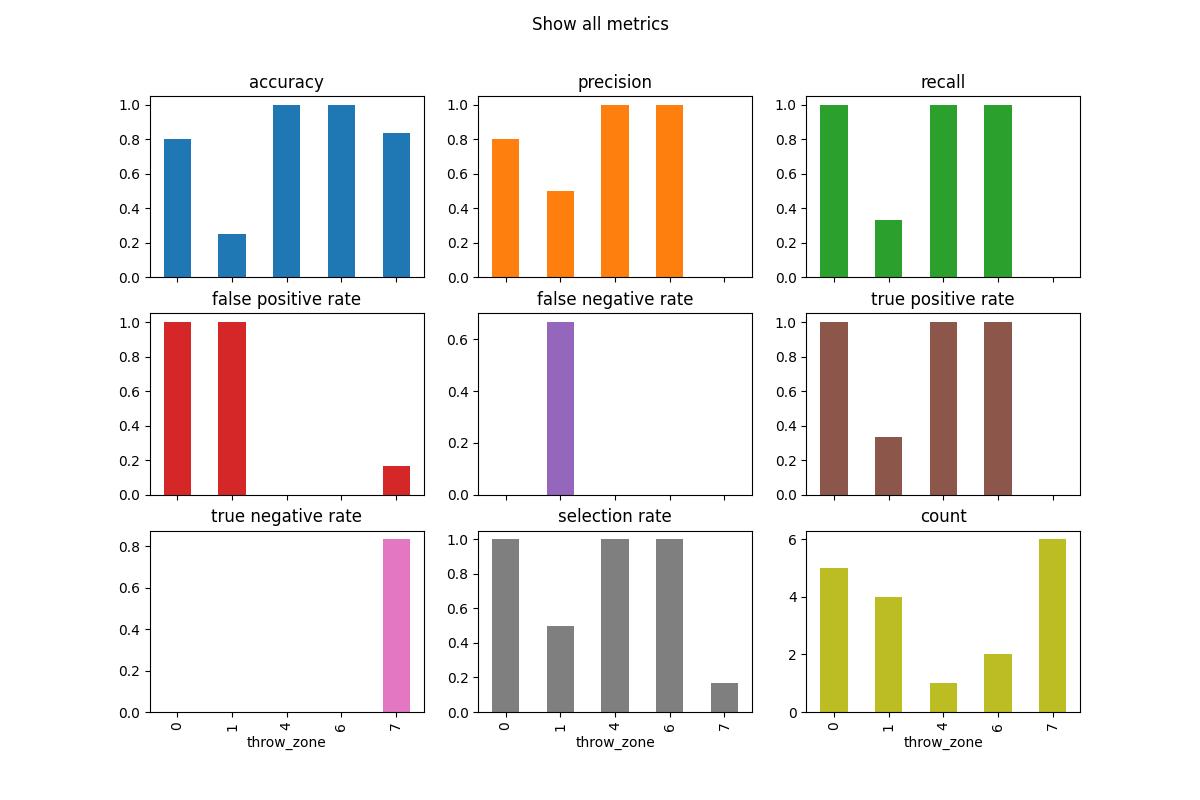 Show all metrics
accuracy precision recall
1.0 1.0 1.0
0.8 0.8 0.8
0.6 0.6 0.6
0.4 0.4 0.4
0.2 0.2 0.2
0.0 0.0 0.0
false positive rate false negative rate true positive rate
1.0 1.0
0.8 0.6 0.8
0.6 0.4 0.6
0.4 0.4
0.2 0.2 0.2
0.0 0.0 0.0
true negative rate selection rate count
0.8 1.0 6
0.6 0.8 4
0.4 0.6 2
0.2 0.4 0
0.0 0.2
0.0
0 1 4 6 7 0 1 4 6 7 0 1 4 6 7
throw_zone throw_zone throw_zone